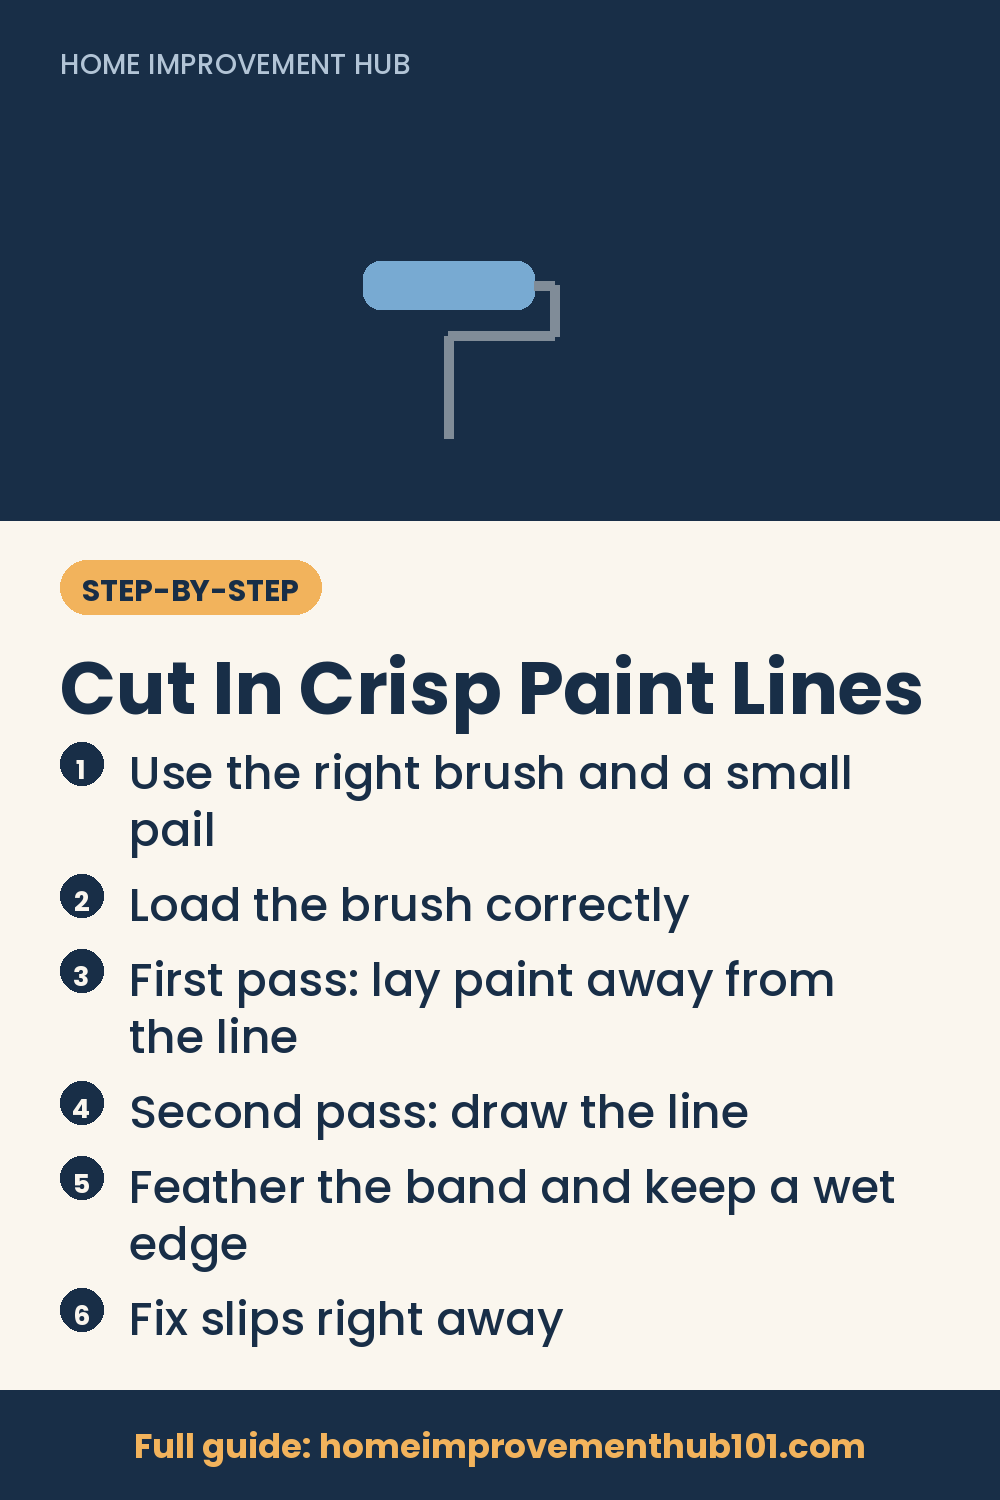 HOME IMPROVEMENT HUB
STEP-BY-STEP
Cut In Crisp Paint Lines
1 Use the right brush and a small
pail
2 Load the brush correctly
3 First pass: lay paint away from
the line
4 Second pass: draw the line
5 Feather the band and keep a wet
edge
6 Fix slips right away
Full guide: homeimprovementhub101.com